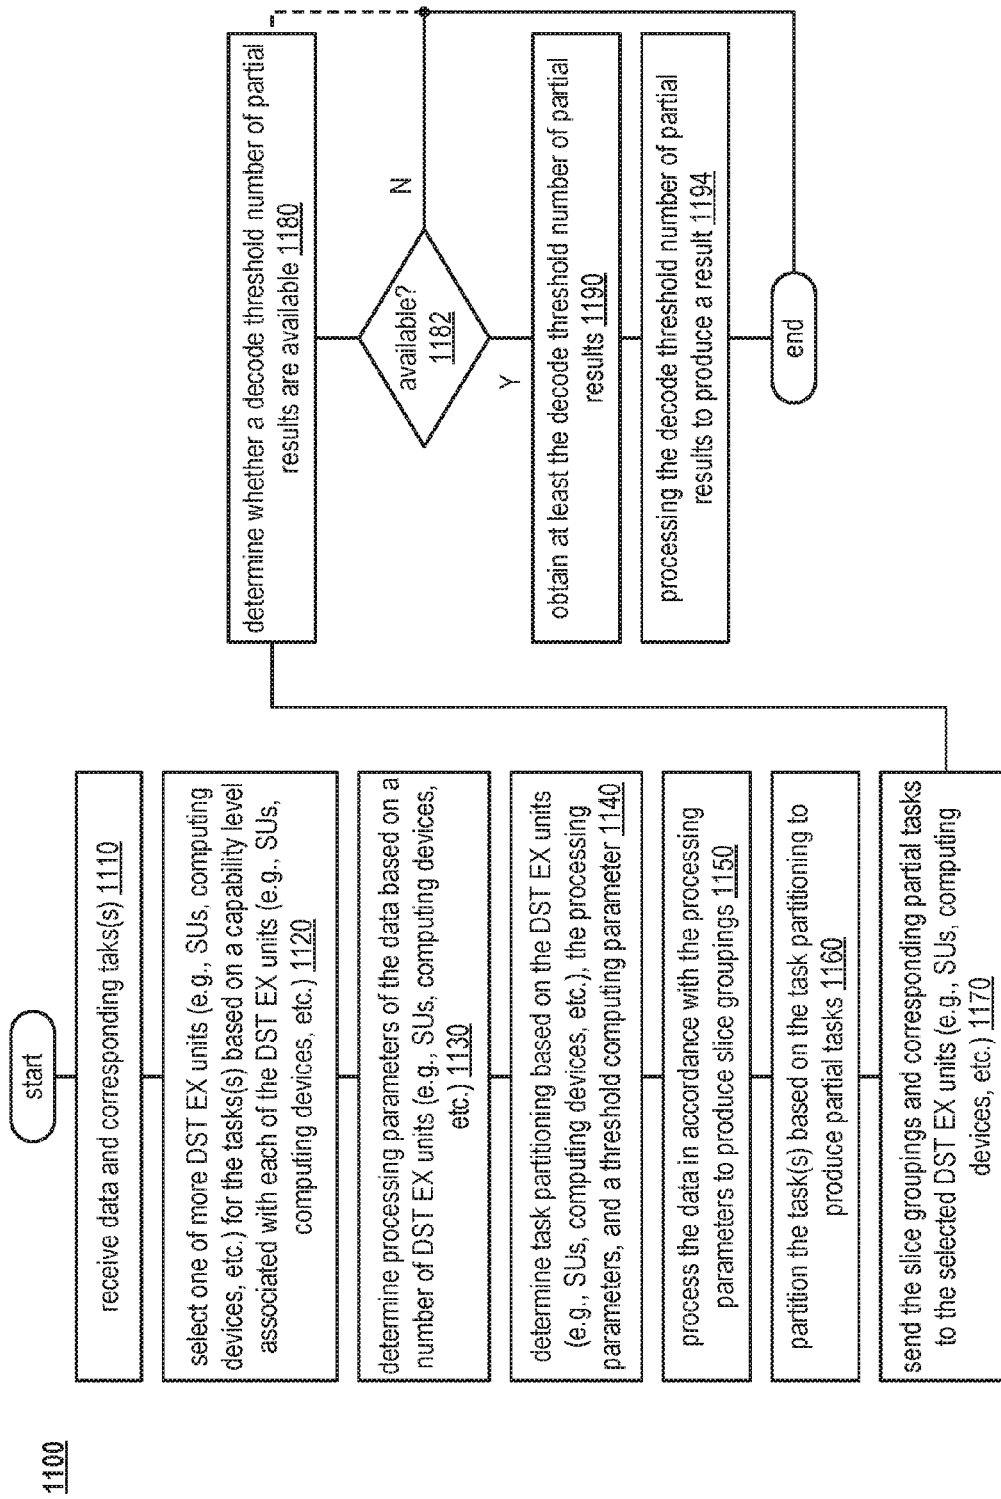 1100
start
receive data and corresponding taks(s) 1110
select one of more DST EX units (e.g., SUs, computing
devices, etc.) for the tasks(s) based on a capability level
associated with each of the DST EX units (e.g., SUs,
computing devices, etc.) 1120
determine processing parameters of the data based on a
number of DST EX units (e.g., SUs, computing devices,
etc.) 1130
determine task partitioning based on the DST EX units
(e.g., SUs, computing devices, etc.), the processing
parameters, and a threshold computing parameter 1140
process the data in accordance with the processing
parameters to produce slice groupings 1150
partition the task(s) based on the task partitioning to
produce partial tasks 1160
send the slice groupings and corresponding partial tasks
to the selected DST EX units (e.g., SUs, computing
devices, etc.) 1170
determine whether a decode threshold number of partial
results are available 1180
available?
1182
N
Y
obtain at least the decode threshold number of partial
results 1190
processing the decode threshold number of partial
results to produce a result 1194
end